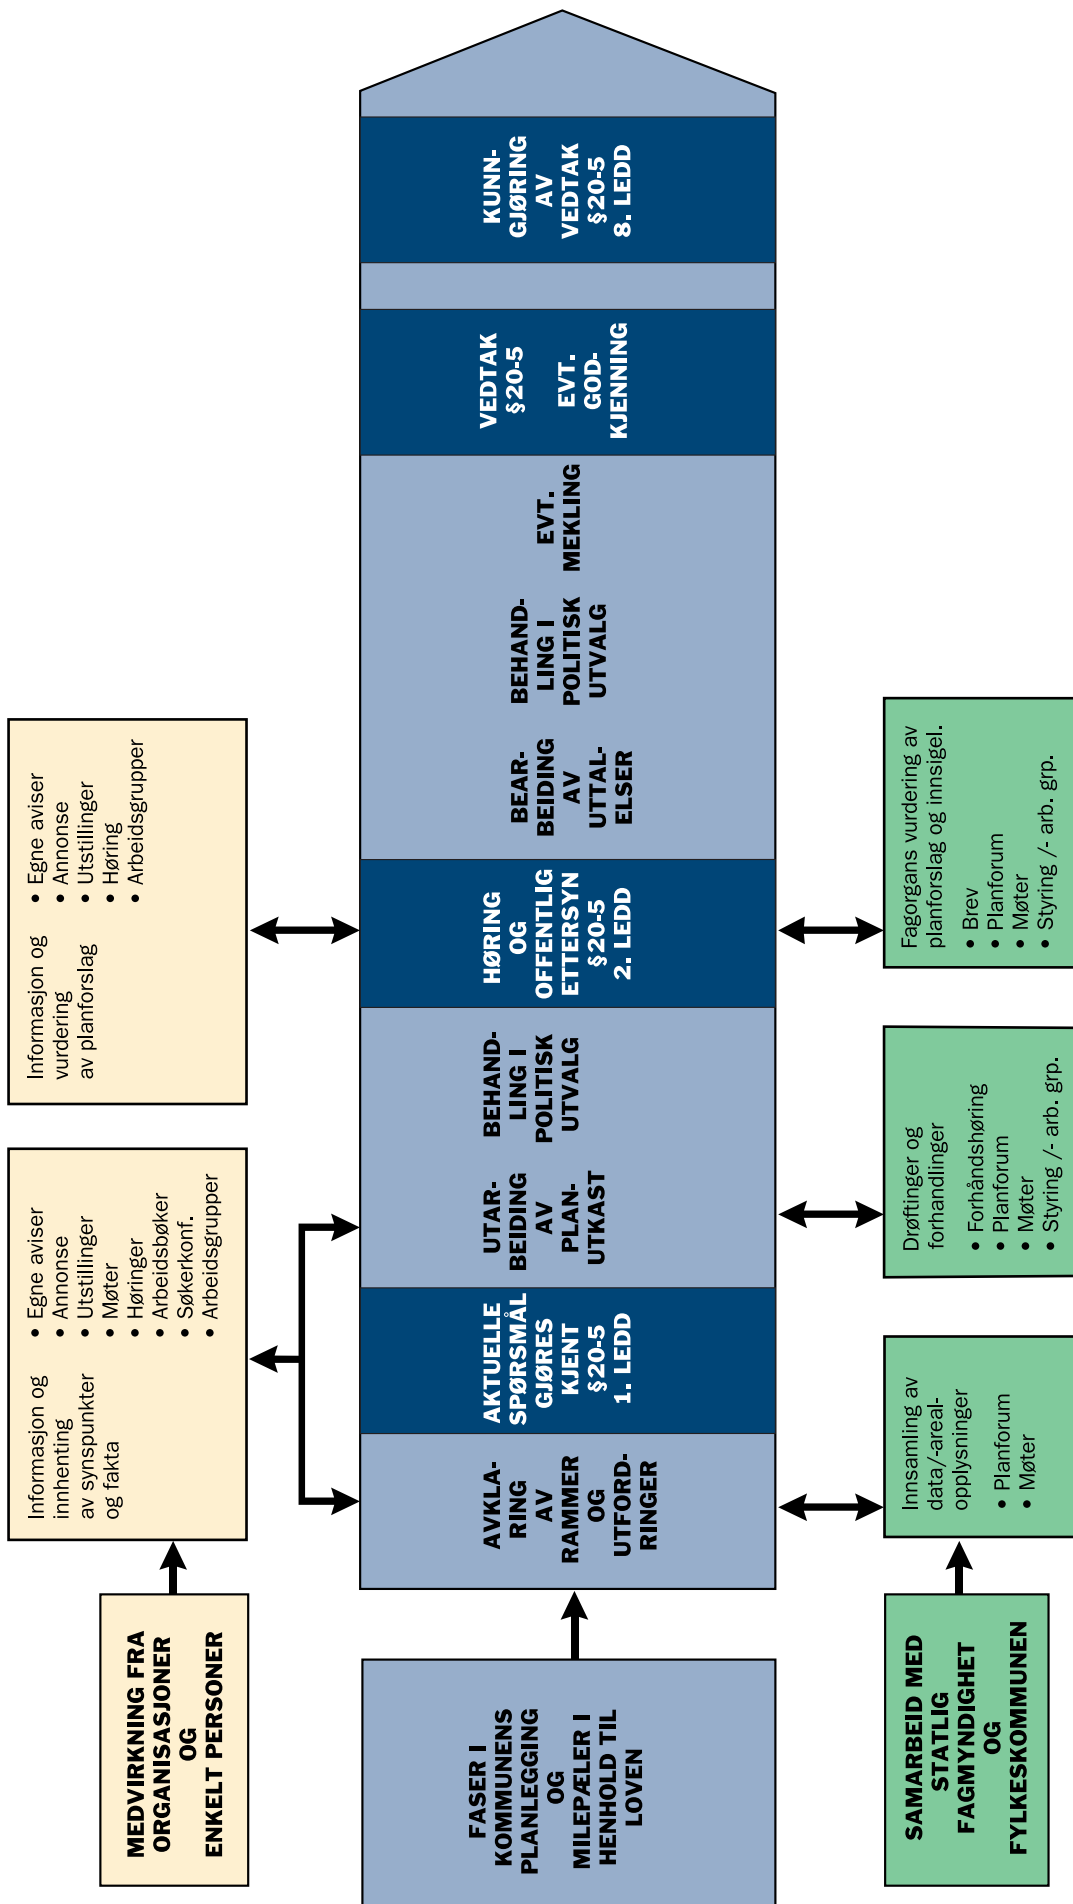 MEDVIRKNING FRA
ORGANISASJONER
OG
ENKELT PERSONER
Informasjon og
innhenting
av synspunkter
og fakta
• Egne aviser
• Annonse
• Utstillinger
• Møter
• Høringer
• Arbeidsbøker
• Søkerkonf.
• Arbeidsgrupper
Informasjon og
vurdering
av planforslag
• Egne aviser
• Annonse
• Utstillinger
• Høring
• Arbeidsgrupper
FASER I
KOMMUNENS
PLANLEGGING
OG
MILEPÆLER I
HENHOLD TIL
LOVEN
AVKLA-
RING
AV
RAMMER
OG
UTFORD-
RINGER
AKTUELLE
SPØRSMÅL
GJØRES
KJENT
§20-5
1. LEDD
UTAR-
BEIDING
AV
PLAN-
UTKAST
BEHAND-
LING I
POLITISK
UTVALG
HØRING
OG
OFFENTLIG
ETTERSYN
§20-5
2. LEDD
BEAR-
BEIDING
AV
UTTAL-
ELSER
BEHAND-
LING I
POLITISK
UTVALG
EVT.
MEKLING
VEDTAK
§20-5
EVT.
GOD-
KJENNING
KUNN-
GJØRING
AV
VEDTAK
§20-5
8. LEDD
SAMARBEID MED
STATLIG
FAGMYNDIGHET
OG
FYLKESKOMMUNEN
Innsamling av
data/-areal-
opplysninger
• Planforum
• Møter
Drøftinger og
forhandlinger
• Forhåndshøring
• Planforum
• Møter
• Styring /- arb. grp.
Fagorgans vurdering av
planforslag og innsigel.
• Brev
• Planforum
• Møter
• Styring /- arb. grp.